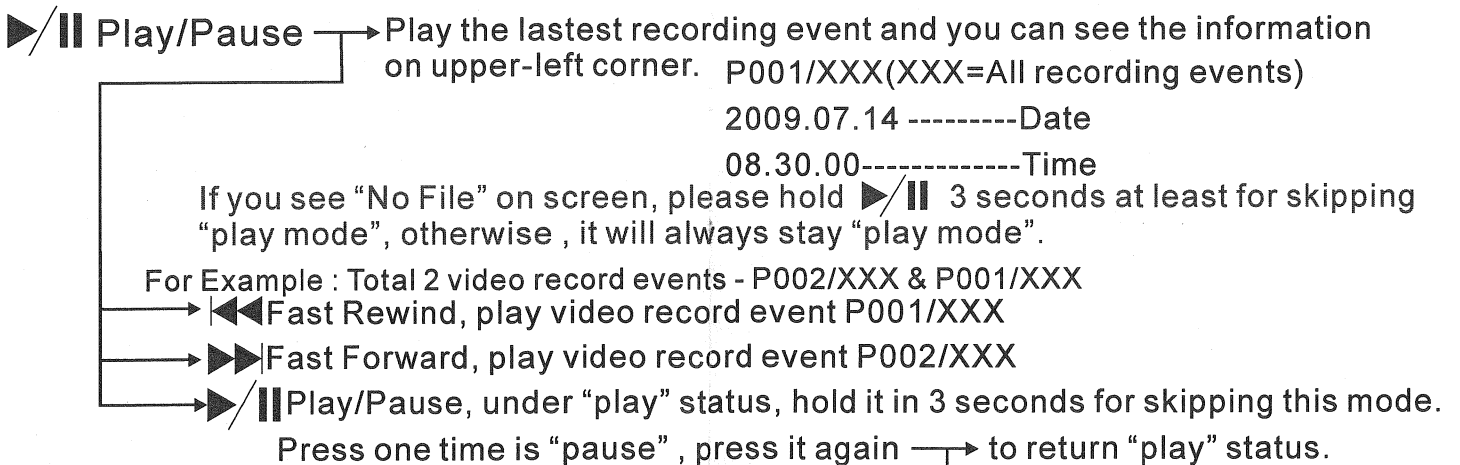 ▶/⏸ Play/Pause → Play the lastest recording event and you can see the information
on upper-left corner. P001/XXX(XXX=All recording events)
2009.07.14 ---------Date
08.30.00-------------Time
If you see “No File” on screen, please hold ▶/⏸ 3 seconds at least for skipping
“play mode”, otherwise , it will always stay “play mode”.
For Example : Total 2 video record events - P002/XXX & P001/XXX
→ |◀◀Fast Rewind, play video record event P001/XXX
→ ▶▶|Fast Forward, play video record event P002/XXX
→▶/⏸Play/Pause, under “play” status, hold it in 3 seconds for skipping this mode.
Press one time is “pause” , press it again → to return “play” status.